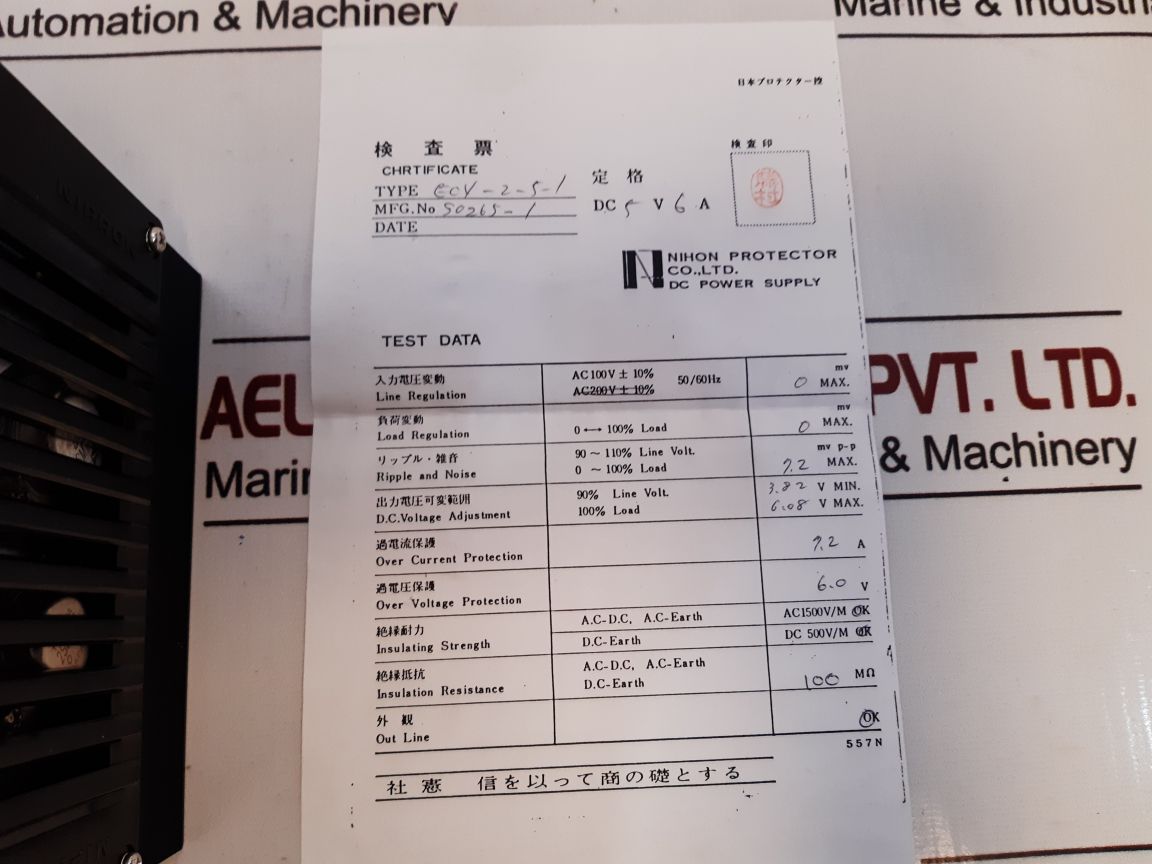 Automation & Machinery
Marine & Industri
日本プロテクター㈱
検査票
CHRTIFICATE
TYPE ECY-2-5-1
MFG.No 50265-1
DATE
定格
DC 5 V 6 A
検査印
NIHON PROTECTOR
CO.,LTD.
DC POWER SUPPLY
NIHRON
TEST DATA
入力電圧変動 AC100V ± 10% mv
Line Regulation AC200V ± 10% 50/60Hz 0 MAX.
負荷変動 mv
Load Regulation 0 ←→ 100% Load 0 MAX.
リップル・雑音 90 ~ 110% Line Volt. mv p-p
Ripple and Noise 0 ~ 100% Load 7.2 MAX.
出力電圧可変範囲 90% Line Volt. 3.82 V MIN.
D.C.Voltage Adjustment 100% Load 6.08 V MAX.
過電流保護
Over Current Protection 7.2 A
過電圧保護
Over Voltage Protection 6.0 V
絶縁耐力 A.C-D.C, A.C-Earth AC1500V/M OK
Insulating Strength D.C-Earth DC 500V/M OK
絶縁抵抗 A.C-D.C, A.C-Earth
Insulation Resistance D.C-Earth 100 MΩ
外観
Out Line OK
557N
社憲 信を以って商の礎とする
AEL
PVT. LTD.
Marin
& Machinery